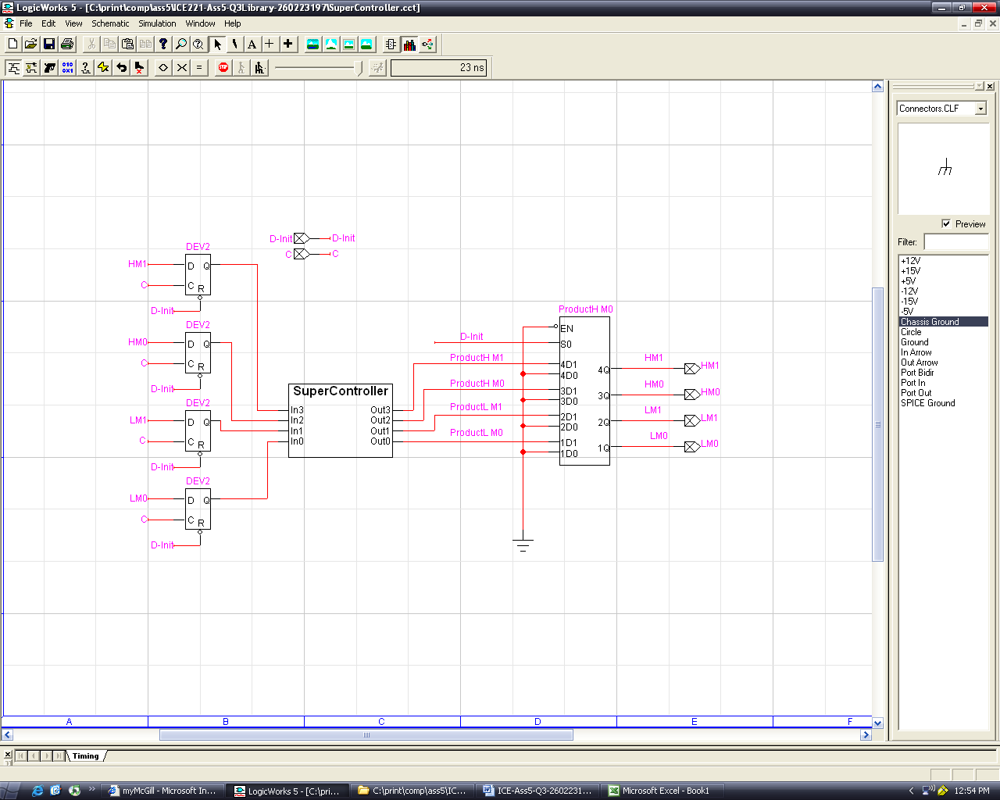 LogicWorks 5 - [C:\print\comp\ass5\ICE221-Ass5-Q3Library-260223197\SuperController.cct]
File Edit View Schematic Simulation Window Help
23 ns
Connectors.CLF
Preview
Filter:
+12V
+15V
+5V
-12V
-15V
-5V
Chassis Ground
Circle
Ground
In Arrow
Out Arrow
Port Bidir
Port In
Port Out
SPICE Ground
D-Init D-Init
C C
DEV2
HM1 D Q
C C R
D-Init
DEV2
HM0 D Q
C C R
D-Init
DEV2
LM1 D Q
C C R
D-Init
DEV2
LM0 D Q
C C R
D-Init
SuperController
In3 Out3
In2 Out2
In1 Out1
In0 Out0
D-Init
ProductH M1
ProductH M0
ProductL M1
ProductL M0
ProductH M0
EN
S0
4D1
4D0
3D1
3D0
2D1
2D0
1D1
1D0
4Q
3Q
2Q
1Q
HM1 HM1
HM0 HM0
LM1 LM1
LM0 LM0
A B C D E F
Timing
myMcGill - Microsoft In...
LogicWorks 5 - [C:\pri...
C:\print\comp\ass5\IC...
ICE-Ass5-Q3-2602231...
Microsoft Excel - Book1
12:54 PM